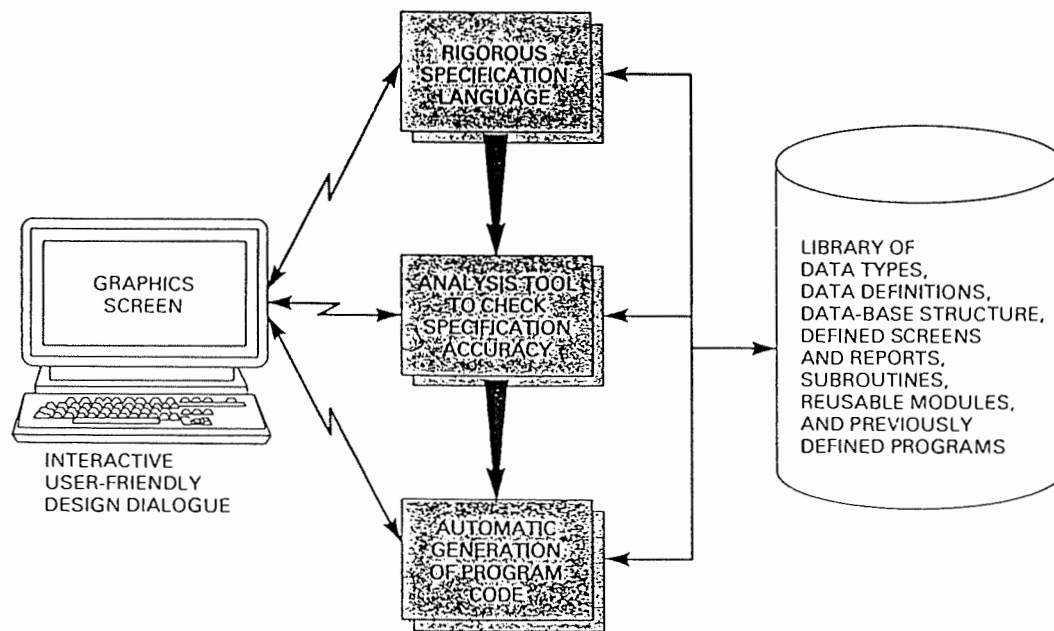 RIGOROUS
SPECIFICATION
LANGUAGE
GRAPHICS
SCREEN
INTERACTIVE
USER-FRIENDLY
DESIGN DIALOGUE
ANALYSIS TOOL
TO CHECK
SPECIFICATION
ACCURACY
AUTOMATIC
GENERATION
OF PROGRAM
CODE
LIBRARY OF
DATA TYPES,
DATA DEFINITIONS,
DATA-BASE STRUCTURE,
DEFINED SCREENS
AND REPORTS,
SUBROUTINES,
REUSABLE MODULES,
AND PREVIOUSLY
DEFINED PROGRAMS